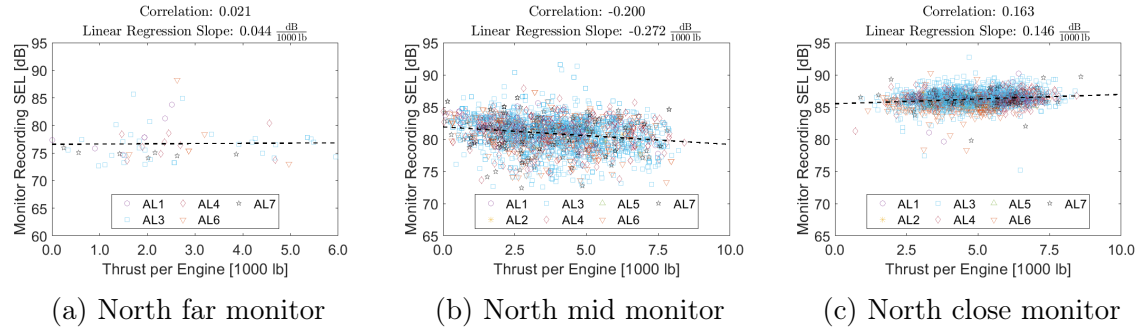 Correlation: 0.021
Linear Regression Slope: 0.044 dB/1000 lb
Monitor Recording SEL [dB]
95
90
85
80
75
70
65
60
AL1 AL4 AL7
AL3 AL6
0.0 1.0 2.0 3.0 4.0 5.0 6.0
Thrust per Engine [1000 lb]
(a) North far monitor
Correlation: -0.200
Linear Regression Slope: -0.272 dB/1000 lb
Monitor Recording SEL [dB]
95
90
85
80
75
70
65
AL1 AL3 AL5 AL7
AL2 AL4 AL6
0.0 2.5 5.0 7.5 10.0
Thrust per Engine [1000 lb]
(b) North mid monitor
Correlation: 0.163
Linear Regression Slope: 0.146 dB/1000 lb
Monitor Recording SEL [dB]
95
90
85
80
75
70
65
AL1 AL3 AL5 AL7
AL2 AL4 AL6
0.0 2.5 5.0 7.5 10.0
Thrust per Engine [1000 lb]
(c) North close monitor